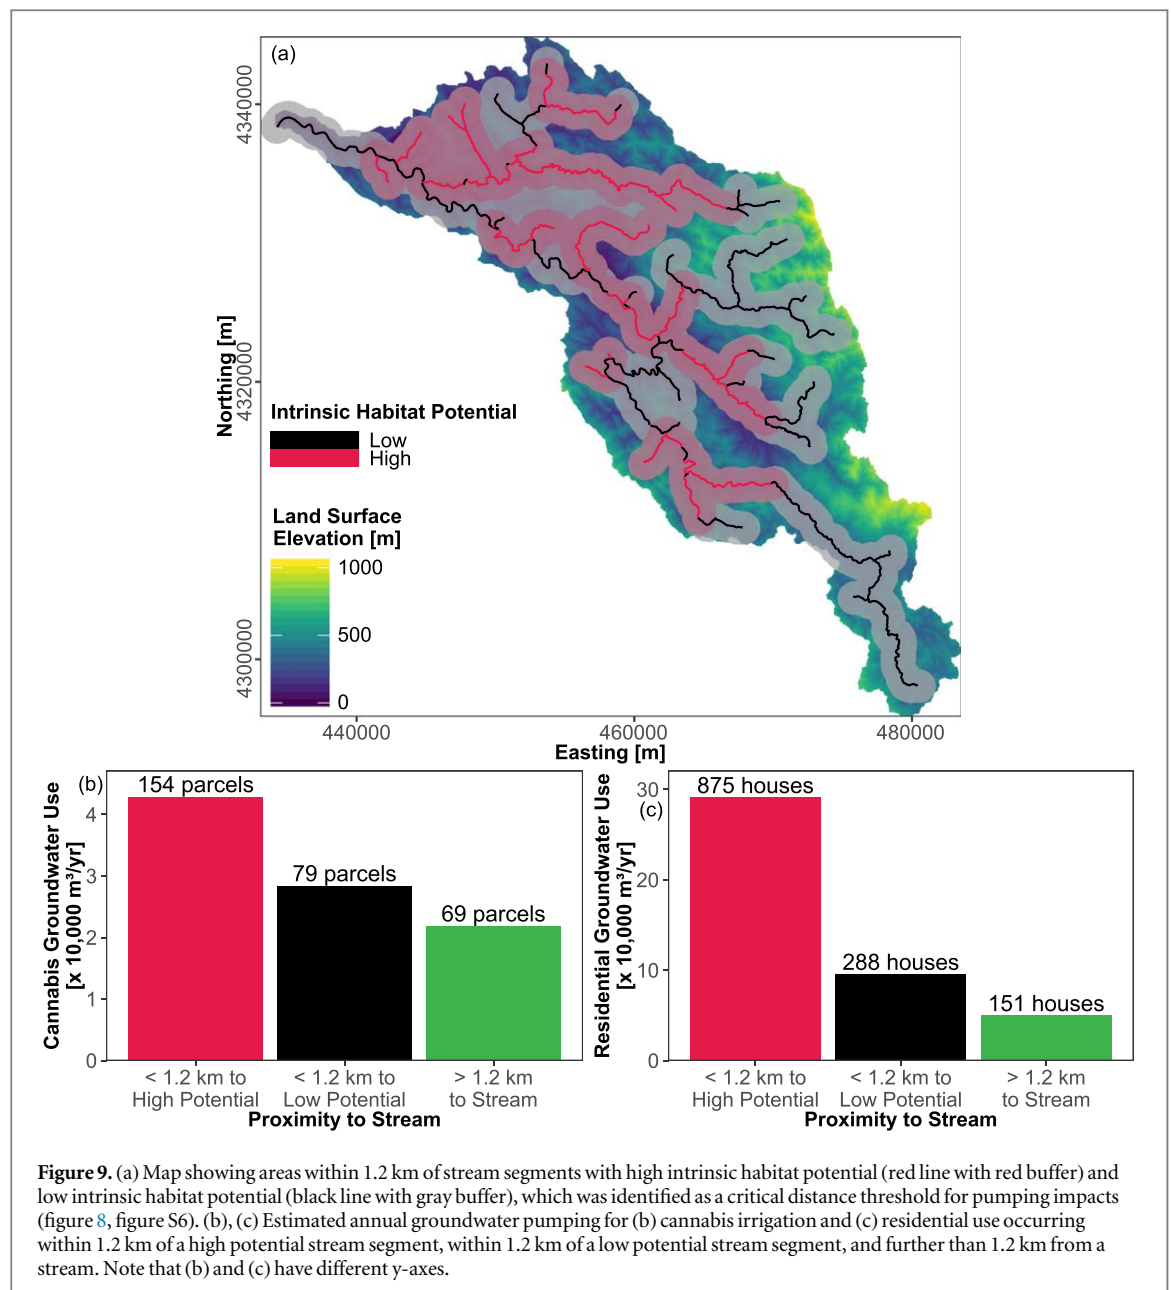 (a)
4340000
4320000
4300000
Northing [m]
Intrinsic Habitat Potential
Low
High
Land Surface
Elevation [m]
1000
500
0
440000
460000
480000
Easting [m]
(b)
154 parcels
79 parcels
69 parcels
4
3
2
1
0
Cannabis Groundwater Use
[x 10,000 m³/yr]
< 1.2 km to
High Potential
< 1.2 km to
Low Potential
> 1.2 km
to Stream
Proximity to Stream
(c)
875 houses
288 houses
151 houses
30
20
10
0
Residential Groundwater Use
[x 10,000 m³/yr]
< 1.2 km to
High Potential
< 1.2 km to
Low Potential
> 1.2 km
to Stream
Proximity to Stream
Figure 9. (a) Map showing areas within 1.2 km of stream segments with high intrinsic habitat potential (red line with red buffer) and
low intrinsic habitat potential (black line with gray buffer), which was identified as a critical distance threshold for pumping impacts
(figure 8, figure S6). (b), (c) Estimated annual groundwater pumping for (b) cannabis irrigation and (c) residential use occurring
within 1.2 km of a high potential stream segment, within 1.2 km of a low potential stream segment, and further than 1.2 km from a
stream. Note that (b) and (c) have different y-axes.